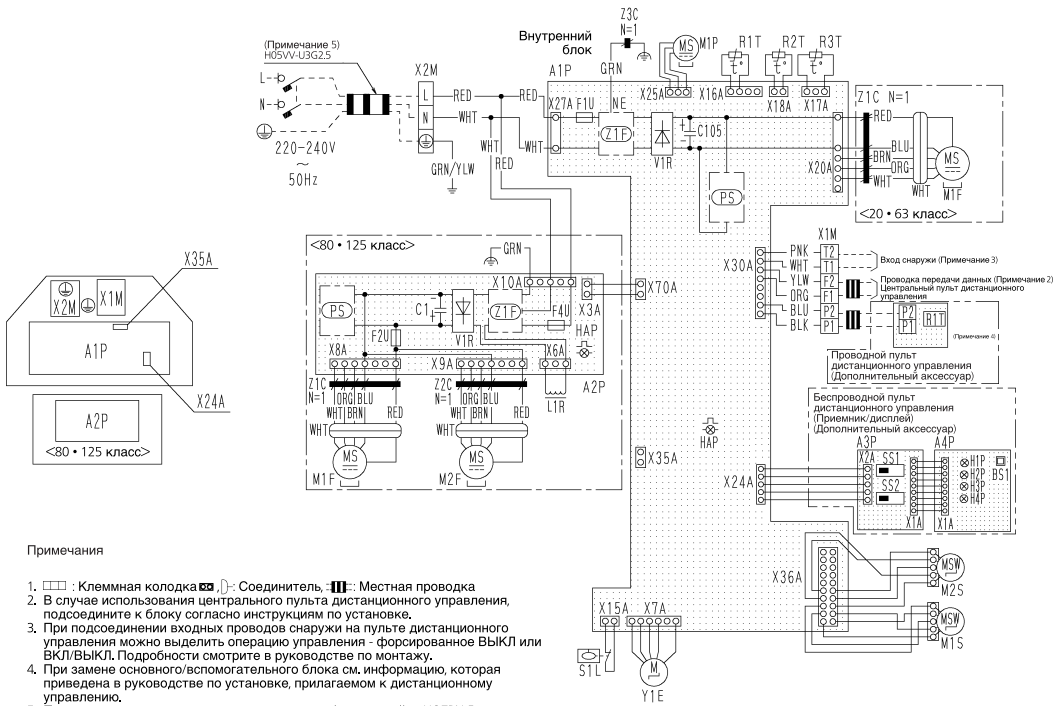 Внутренний
блок
Z3C
N=1
GRN
M1P
MS
R1T
R2T
R3T
t°
t°
t°
(Примечание 5)
H05VV-U3G2.5
X2M
A1P
L
N
L
N
RED
RED
WHT
WHT
WHT
RED
GRN/YLW
220-240V
~
50Hz
X27A
F1U
NE
Z1F
V1R
C105
PS
X25A
X16A
X18A
X17A
X20A
Z1C N=1
RED
BLU
BRN
ORG
WHT
WHT
MS
M1F
<20 • 63 класс>
X35A
X2M
X1M
A1P
X24A
A2P
<80 • 125 класс>
<80 • 125 класс>
GRN
X10A
PS
C1
V1R
Z1F
F4U
X3A
HAP
F2U
X8A
X9A
X6A
A2P
L1R
Z1C
N=1
ORG
BLU
WHT
BRN
RED
WHT
MS
M1F
Z2C
N=1
ORG
BLU
WHT
BRN
RED
WHT
MS
M2F
X70A
X30A
X1M
PNK
T2
WHT
T1
YLW
F2
ORG
F1
BLU
P2
BLK
P1
Вход снаружи (Примечание 3)
Проводка передачи данных (Примечание 2)
Центральный пульт дистанционного
управления
P2
P1
R1T
(Примечание 4)
Проводной пульт
дистанционного управления
(Дополнительный аксессуар)
Беспроводной пульт
дистанционного управления
(Приемник/дисплей)
(Дополнительный аксессуар)
A3P
A4P
X2A
SS1
SS2
X1A
X1A
H1P
H2P
H3P
H4P
BS1
HAP
X35A
X24A
X36A
MSW
M2S
MSW
M1S
X15A
X7A
S1L
M
Y1E
Примечания
1. : Клеммная колодка , : Соединитель, : Местная проводка
2. В случае использования центрального пульта дистанционного управления,
подсоедините к блоку согласно инструкциям по установке.
3. При подсоединении входных проводов снаружи на пульте дистанционного
управления можно выделить операцию управления - форсированное ВЫКЛ или
ВКЛ/ВЫКЛ. Подробности смотрите в руководстве по монтажу.
4. При замене основного/вспомогательного блока см. информацию, которая
приведена в руководстве по установке, прилагаемом к дистанционному
управлению.